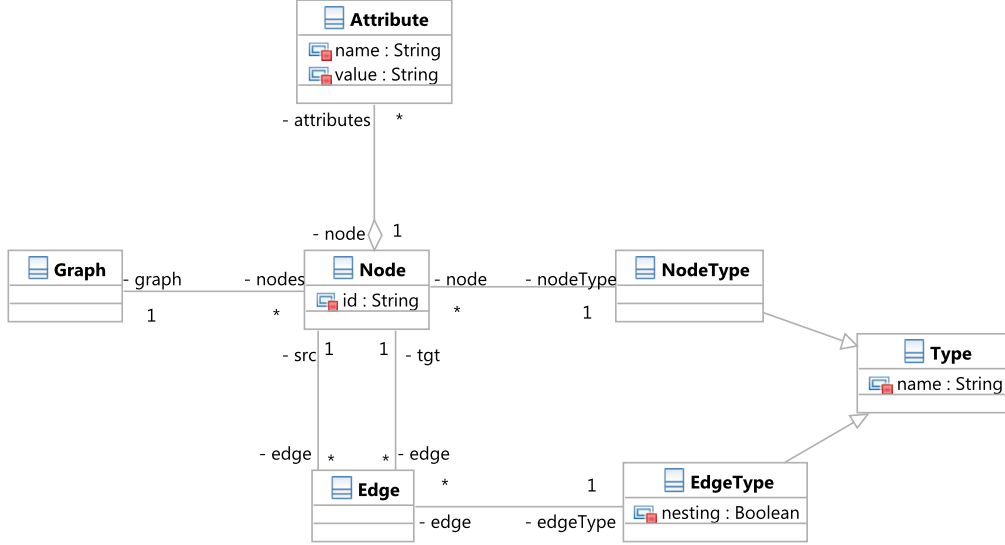 Attribute
name : String
value : String
- attributes *
- node 1
Graph
- graph - nodes
1 *
Node
id : String
- node - nodeType
* 1
NodeType
Type
name : String
- src 1 1 - tgt
- edge * * - edge
Edge
* 1
- edge - edgeType
EdgeType
nesting : Boolean